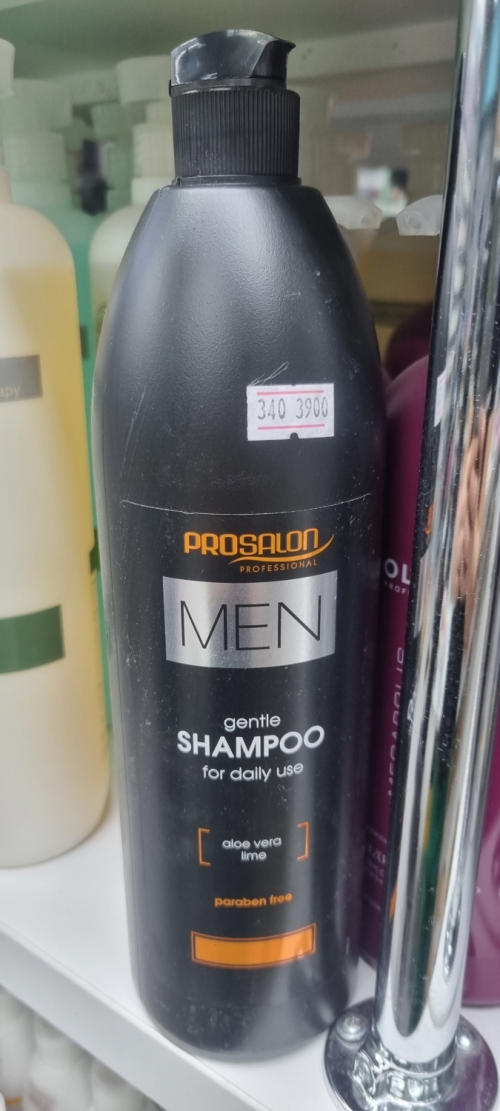 340 3900
PROSALON
PROFESSIONAL
MEN
gentle
SHAMPOO
for daily use
aloe vera
lime
paraben free